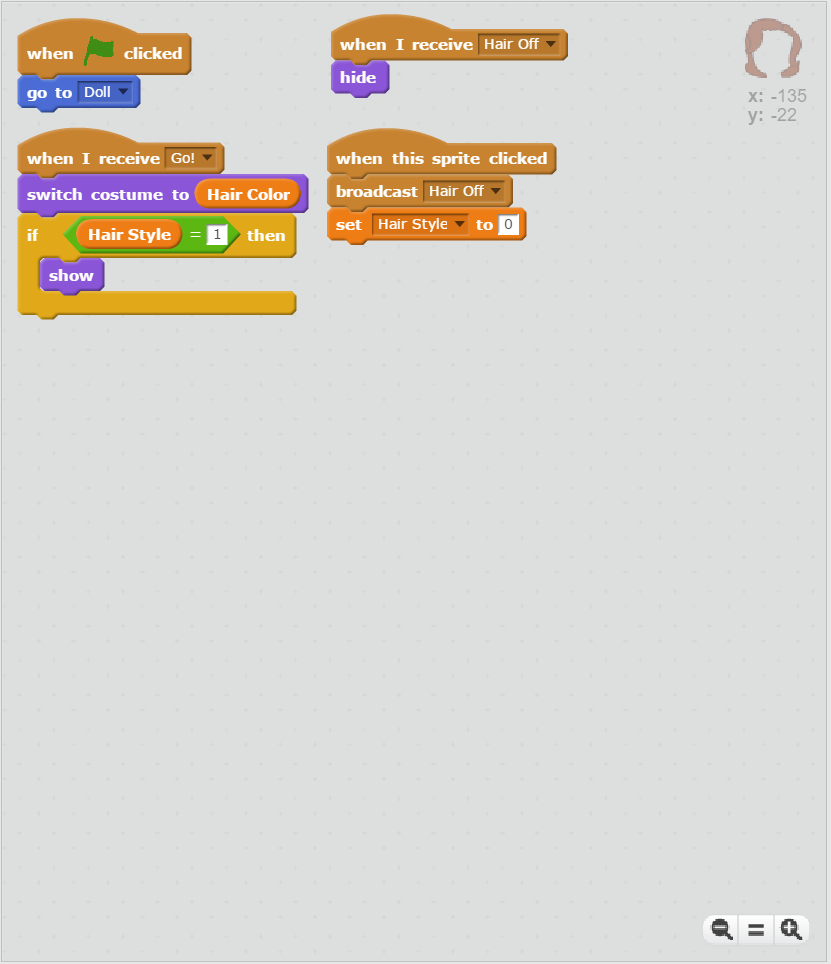 when clicked
go to Doll
when I receive Hair Off
hide
x: -135
y: -22
when I receive Go!
switch costume to Hair Color
if Hair Style = 1 then
show
when this sprite clicked
broadcast Hair Off
set Hair Style to 0